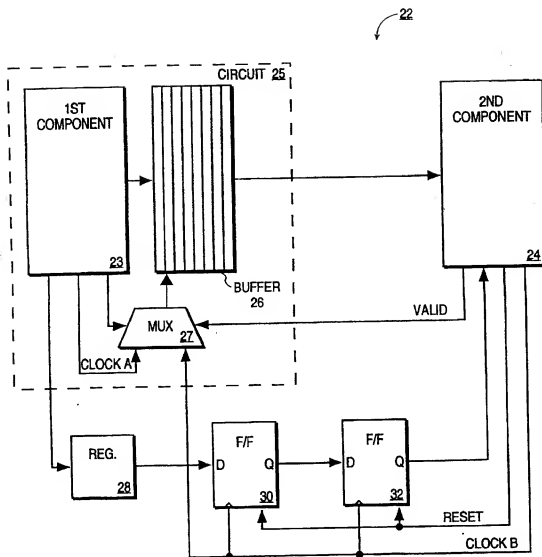 22
CIRCUIT 25
1ST
COMPONENT
2ND
COMPONENT
23
24
BUFFER
26
VALID
MUX
27
CLOCK A
REG.
28
F/F
D Q
30
F/F
D Q
32
RESET
CLOCK B